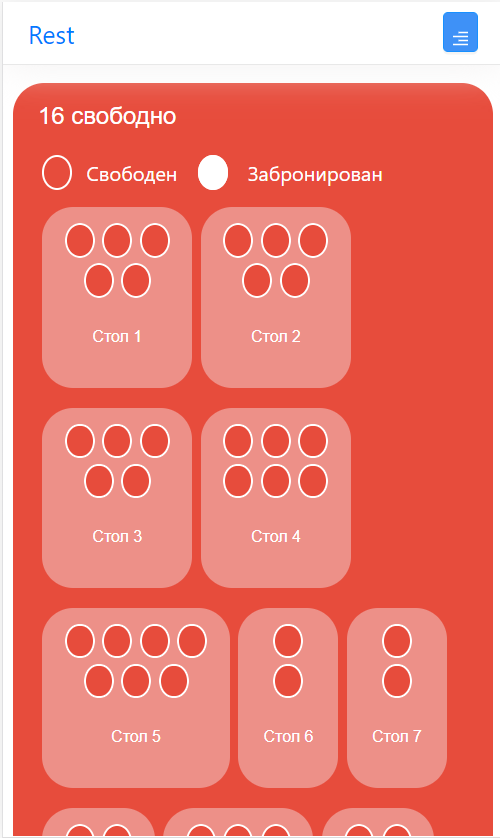 Rest
16 свободно
Свободен Забронирован
Стол 1 Стол 2
Стол 3 Стол 4
Стол 5 Стол 6 Стол 7